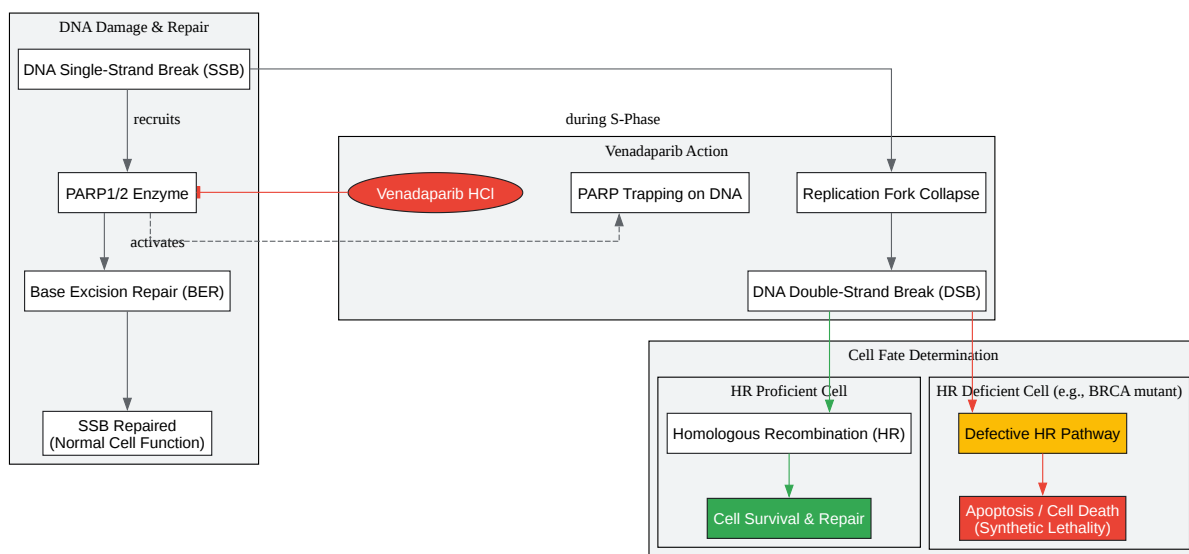 DNA Damage & Repair
DNA Single-Strand Break (SSB)
recruits
during S-Phase
Venadaparib Action
PARP1/2 Enzyme
Venadaparib HCl
PARP Trapping on DNA
Replication Fork Collapse
activates
Base Excision Repair (BER)
DNA Double-Strand Break (DSB)
Cell Fate Determination
HR Proficient Cell
HR Deficient Cell (e.g., BRCA mutant)
SSB Repaired
(Normal Cell Function)
Homologous Recombination (HR)
Defective HR Pathway
Cell Survival & Repair
Apoptosis / Cell Death
(Synthetic Lethality)